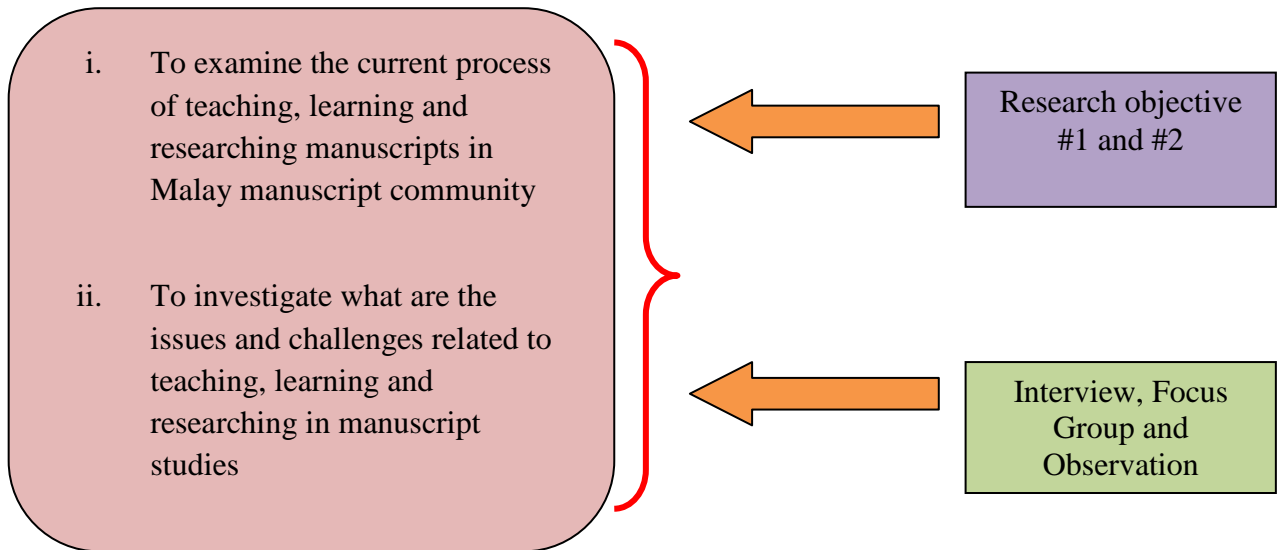 i. To examine the current process
of teaching, learning and
researching manuscripts in
Malay manuscript community
ii. To investigate what are the
issues and challenges related to
teaching, learning and
researching in manuscript
studies
Research objective
#1 and #2
Interview, Focus
Group and
Observation